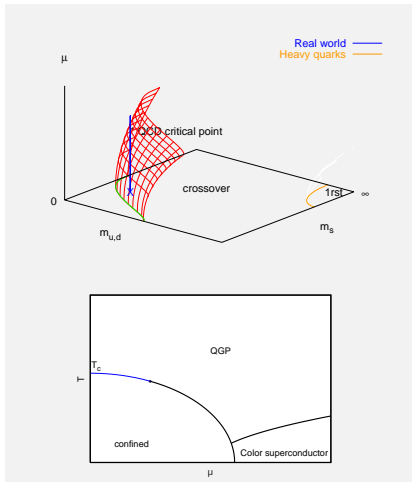 Real world
Heavy quarks
μ
QCD critical point
crossover
1rst
∞
0
m_s
m_{u,d}
QGP
T_c
T
confined
Color superconductor
μ